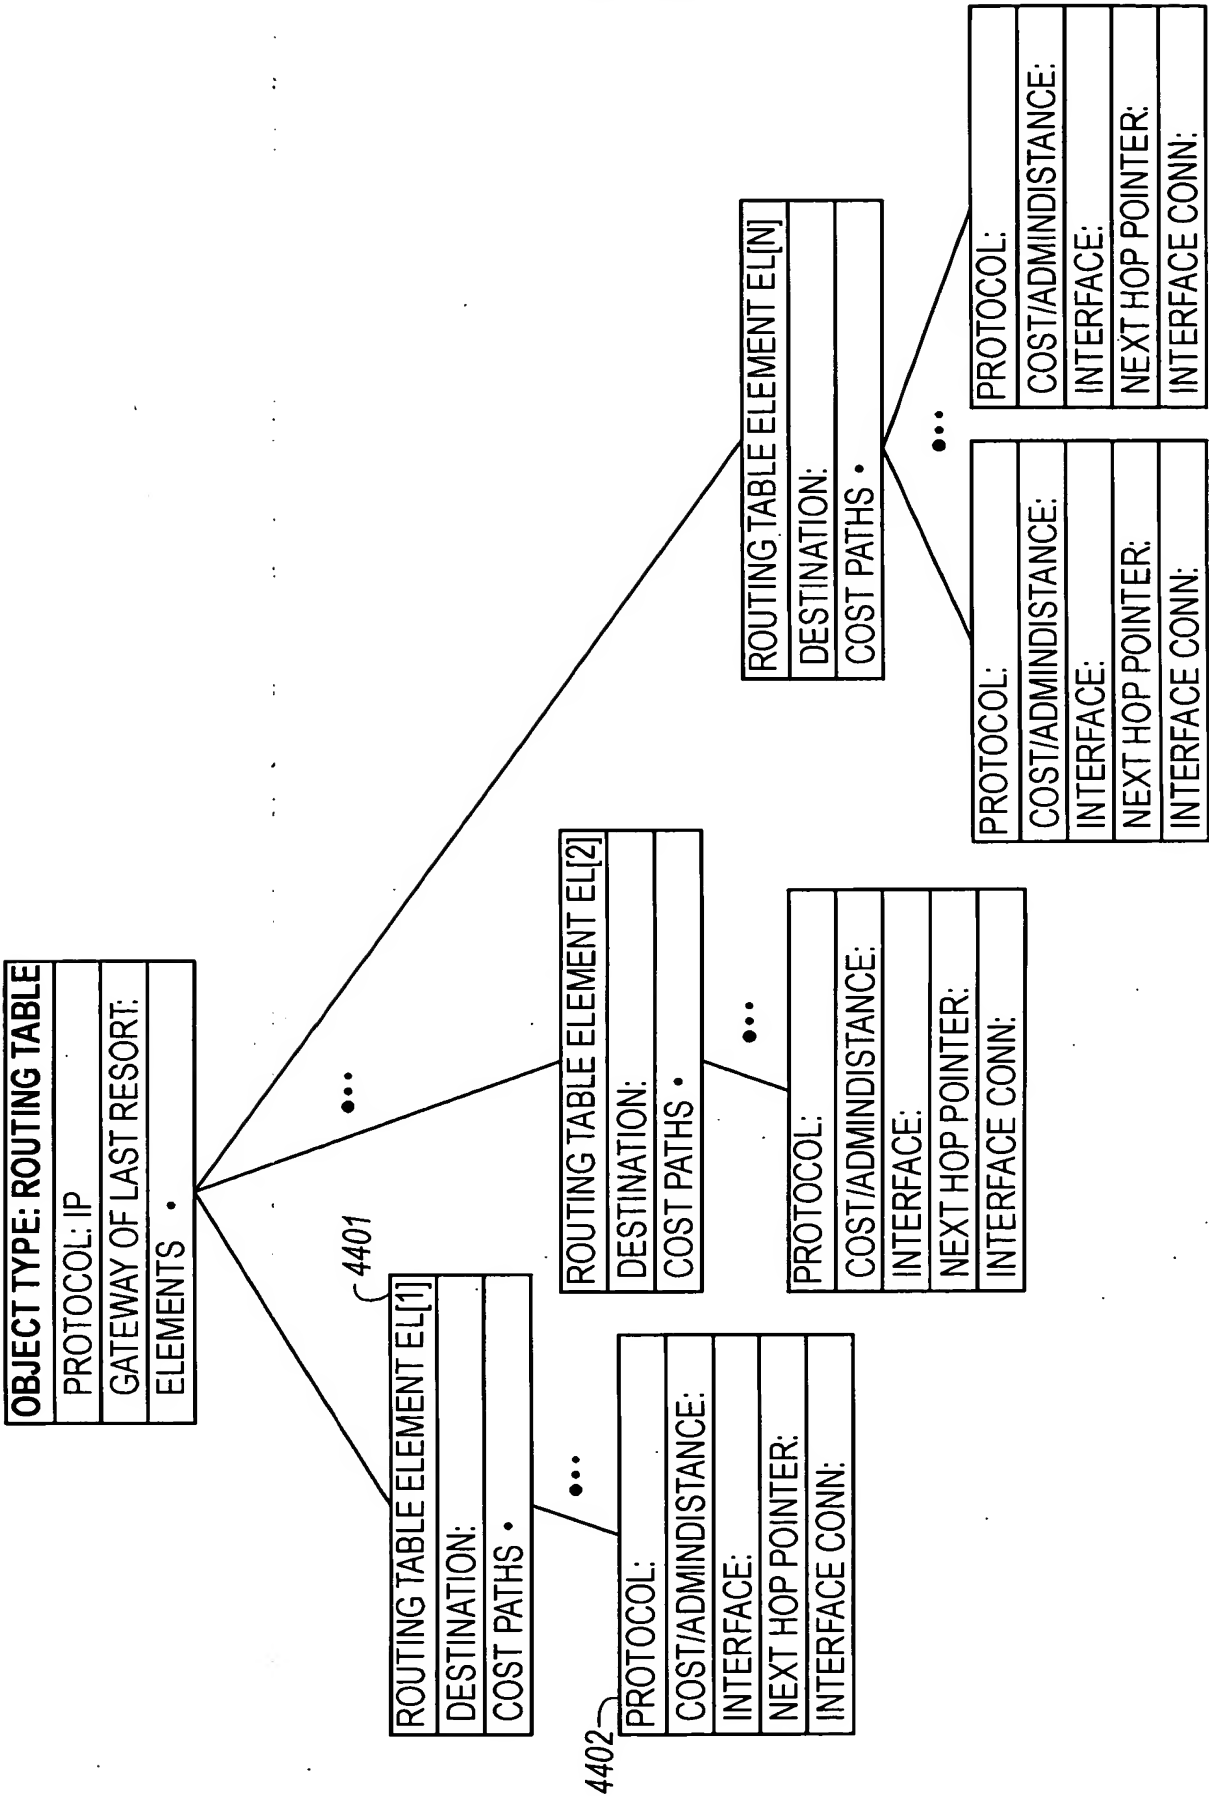 OBJECT TYPE: ROUTING TABLE
PROTOCOL: IP
GATEWAY OF LAST RESORT:
ELEMENTS •
•••
4401
ROUTING TABLE ELEMENT EL[1]
DESTINATION:
COST PATHS •
•••
4402
PROTOCOL:
COST/ADMINDISTANCE:
INTERFACE:
NEXT HOP POINTER:
INTERFACE CONN:
ROUTING TABLE ELEMENT EL[2]
DESTINATION:
COST PATHS •
•••
PROTOCOL:
COST/ADMINDISTANCE:
INTERFACE:
NEXT HOP POINTER:
INTERFACE CONN:
ROUTING TABLE ELEMENT EL[N]
DESTINATION:
COST PATHS •
•••
PROTOCOL:
COST/ADMINDISTANCE:
INTERFACE:
NEXT HOP POINTER:
INTERFACE CONN:
PROTOCOL:
COST/ADMINDISTANCE:
INTERFACE:
NEXT HOP POINTER:
INTERFACE CONN: